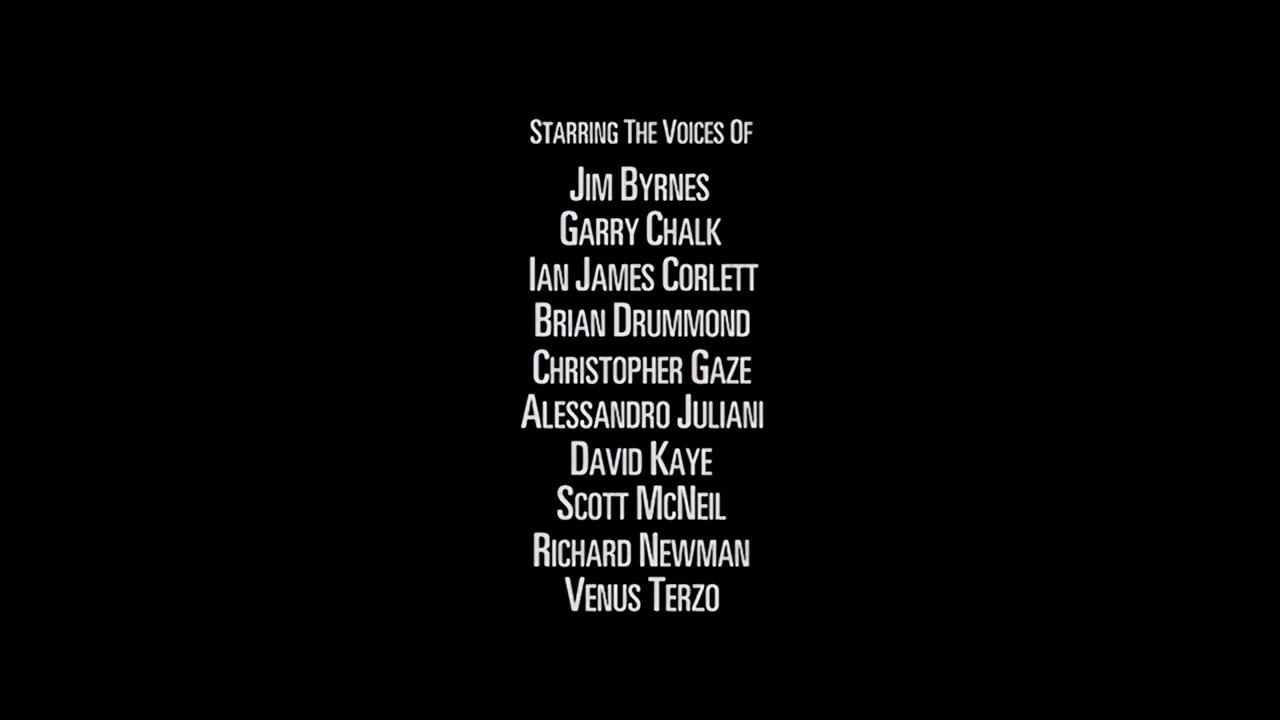 Starring The Voices Of
Jim Byrnes
Garry Chalk
Ian James Corlett
Brian Drummond
Christopher Gaze
Alessandro Juliani
David Kaye
Scott McNeil
Richard Newman
Venus Terzo